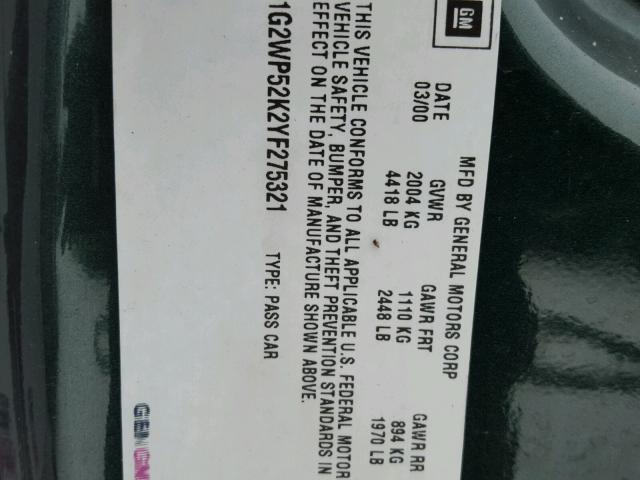 GM
MFD BY GENERAL MOTORS CORP
DATE GVWR GAWR FRT GAWR RR
03/00 2004 KG 1110 KG 894 KG
4418 LB 2448 LB 1970 LB
THIS VEHICLE CONFORMS TO ALL APPLICABLE U.S. FEDERAL MOTOR
VEHICLE SAFETY, BUMPER, AND THEFT PREVENTION STANDARDS IN
EFFECT ON THE DATE OF MANUFACTURE SHOWN ABOVE.
1G2WP52K2YF275321 TYPE: PASS CAR